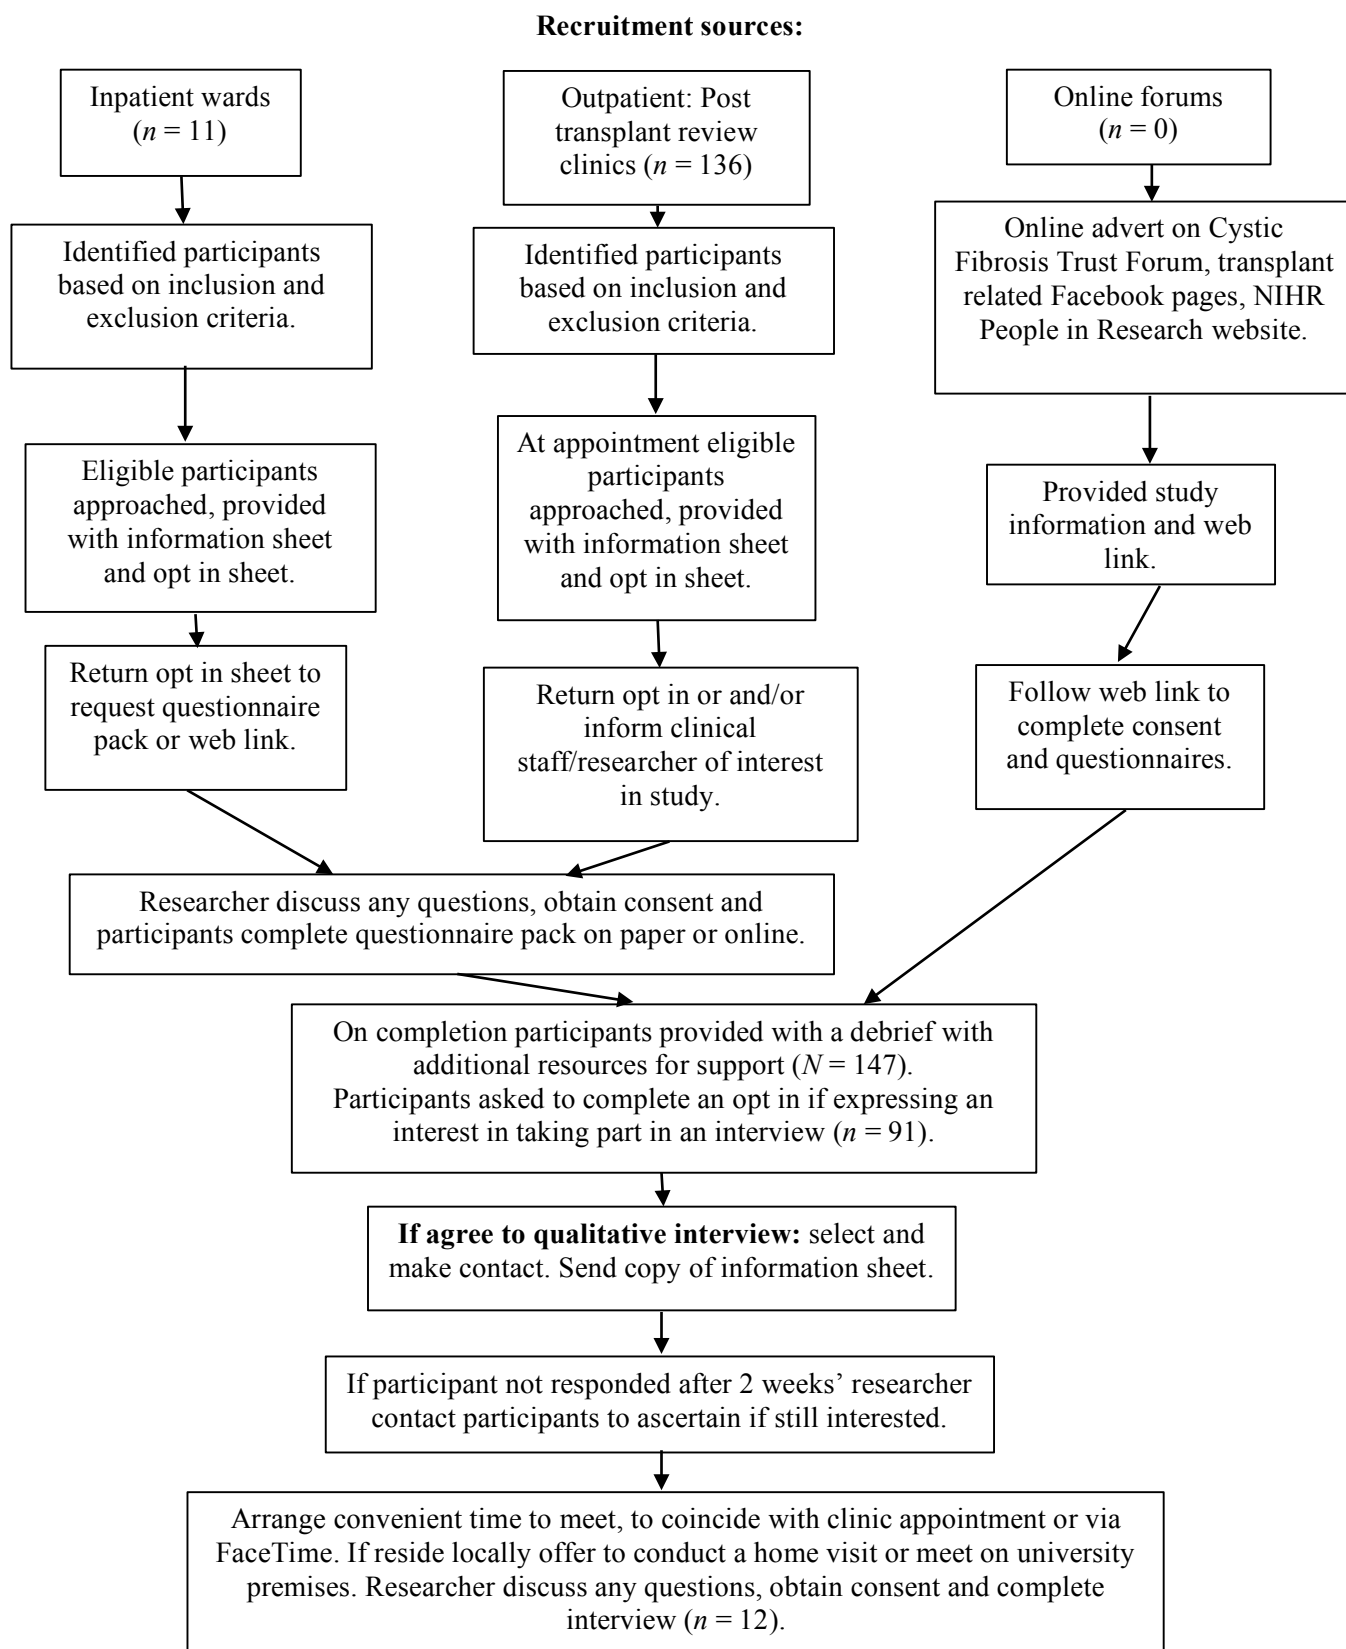 Recruitment sources:
Inpatient wards
(n = 11)
Outpatient: Post
transplant review
clinics (n = 136)
Online forums
(n = 0)
Identified participants
based on inclusion and
exclusion criteria.
Identified participants
based on inclusion and
exclusion criteria.
Online advert on Cystic
Fibrosis Trust Forum, transplant
related Facebook pages, NIHR
People in Research website.
Eligible participants
approached, provided
with information sheet
and opt in sheet.
At appointment eligible
participants
approached, provided
with information sheet
and opt in sheet.
Provided study
information and web
link.
Return opt in sheet to
request questionnaire
pack or web link.
Return opt in or and/or
inform clinical
staff/researcher of interest
in study.
Follow web link to
complete consent
and questionnaires.
Researcher discuss any questions, obtain consent and
participants complete questionnaire pack on paper or online.
On completion participants provided with a debrief with
additional resources for support (N = 147).
Participants asked to complete an opt in if expressing an
interest in taking part in an interview (n = 91).
If agree to qualitative interview: select and
make contact. Send copy of information sheet.
If participant not responded after 2 weeks’ researcher
contact participants to ascertain if still interested.
Arrange convenient time to meet, to coincide with clinic appointment or via
FaceTime. If reside locally offer to conduct a home visit or meet on university
premises. Researcher discuss any questions, obtain consent and complete
interview (n = 12).